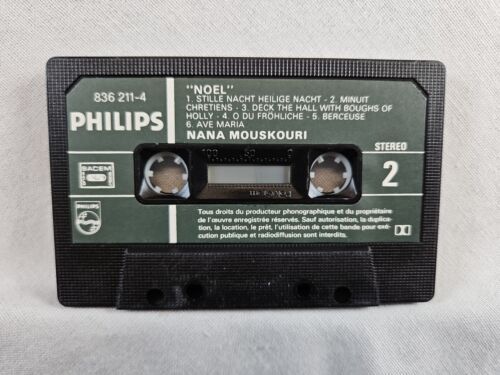 836 211-4
PHILIPS
"NOEL"
1. STILLE NACHT HEILIGE NACHT - 2. MINUIT
CHRETIENS - 3. DECK THE HALL WITH BOUGHS OF
HOLLY - 4. O DU FRÖHLICHE - 5. BERCEUSE
6. AVE MARIA
NANA MOUSKOURI
STEREO
2
SACEM
100 50 0
PHILIPS
Tous droits du producteur phonographique et du propriétaire
de l'œuvre enregistrée réservés. Sauf autorisation, la duplica-
tion, la location, le prêt, l'utilisation de cette bande pour exé-
cution publique et radiodiffusion sont interdits.